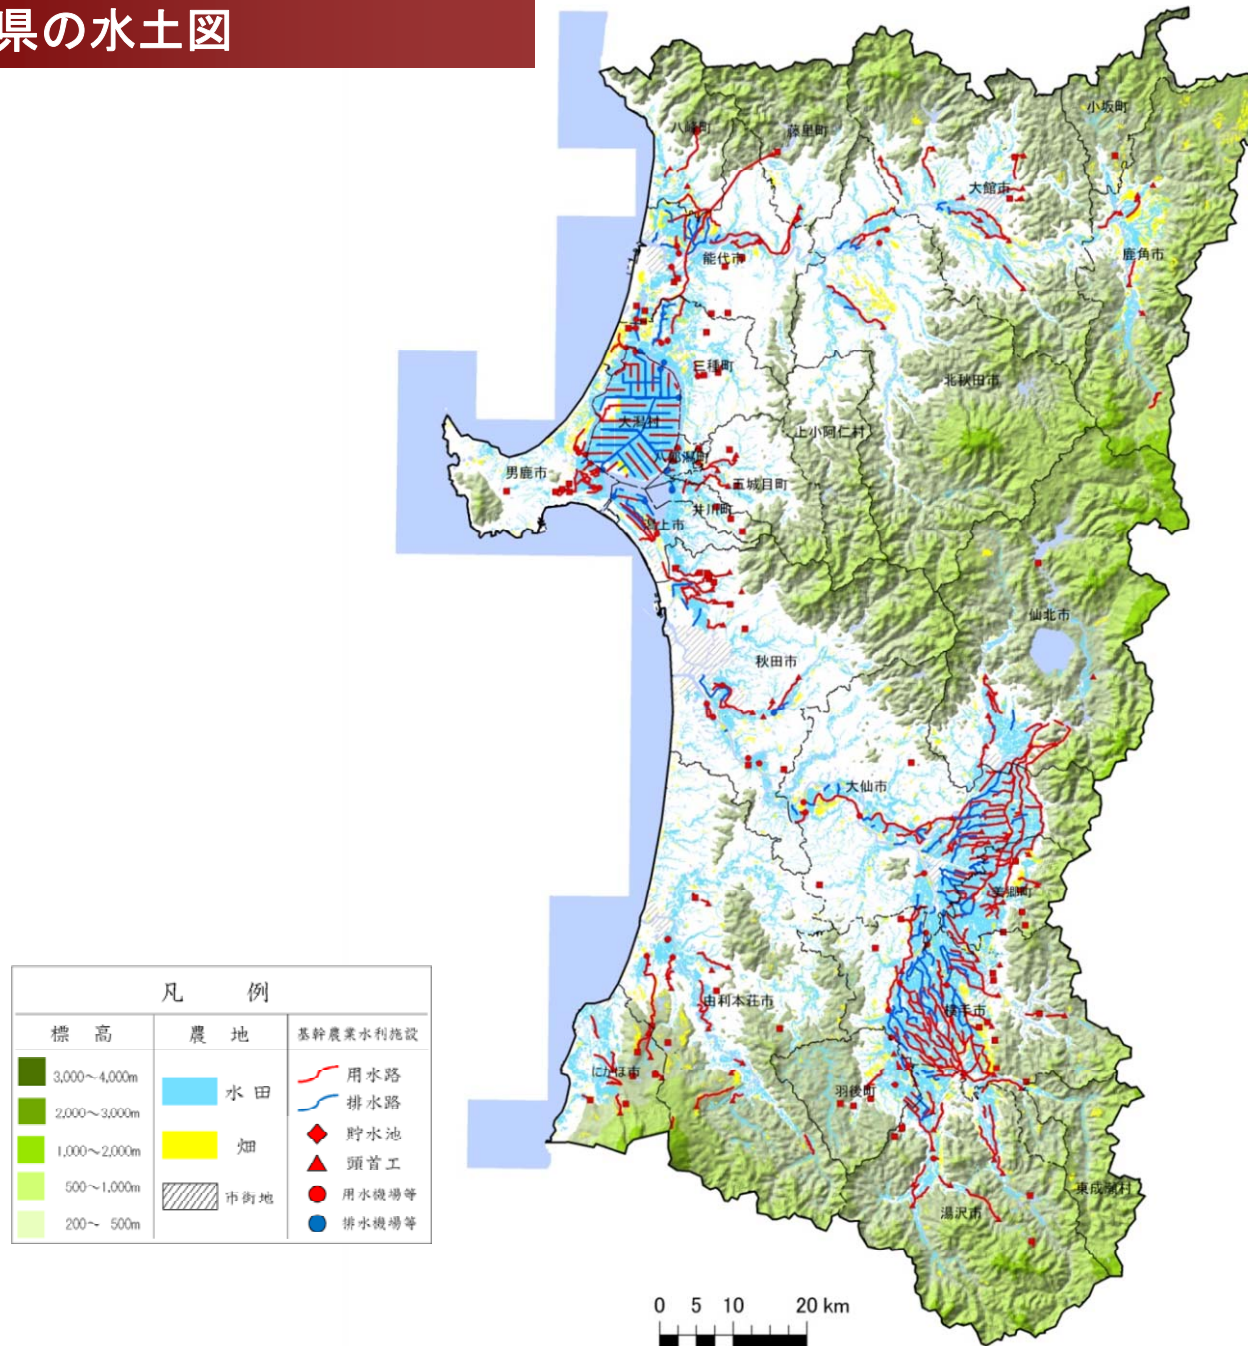 県の水土図
小坂町
八峰町
藤里町
大館市
鹿角市
能代市
三種町
北秋田市
大潟村
上小阿仁村
八郎潟町
男鹿市
五城目町
井川町
潟上市
仙北市
秋田市
大仙市
美郷町
由利本荘市
横手市
にかほ市
羽後町
東成瀬村
湯沢市
凡 例
標 高
3,000～4,000m
2,000～3,000m
1,000～2,000m
500～1,000m
200～ 500m
農 地
水 田
畑
市街地
基幹農業水利施設
用水路
排水路
貯水池
頭首工
用水機場等
排水機場等
0 5 10 20 km